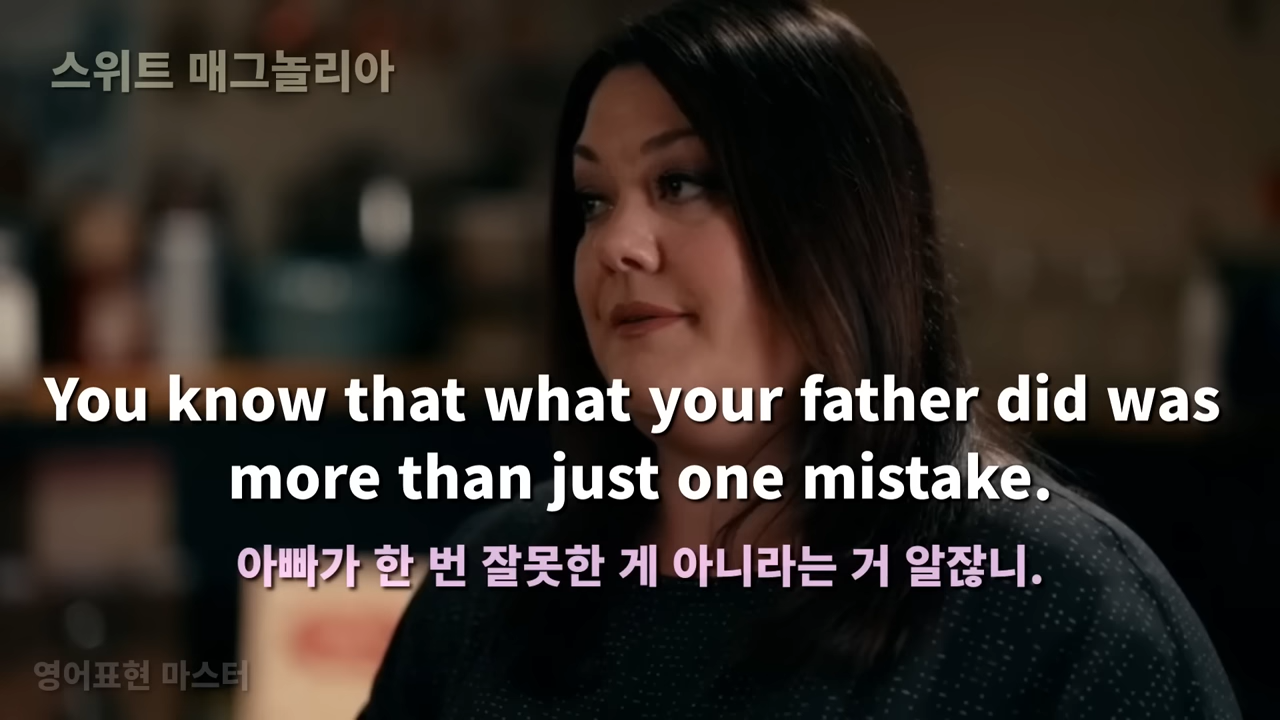 스위트 매그놀리아
You know that what your father did was
more than just one mistake.
아빠가 한 번 잘못한 게 아니라는 거 알잖니.
영어표현 마스터